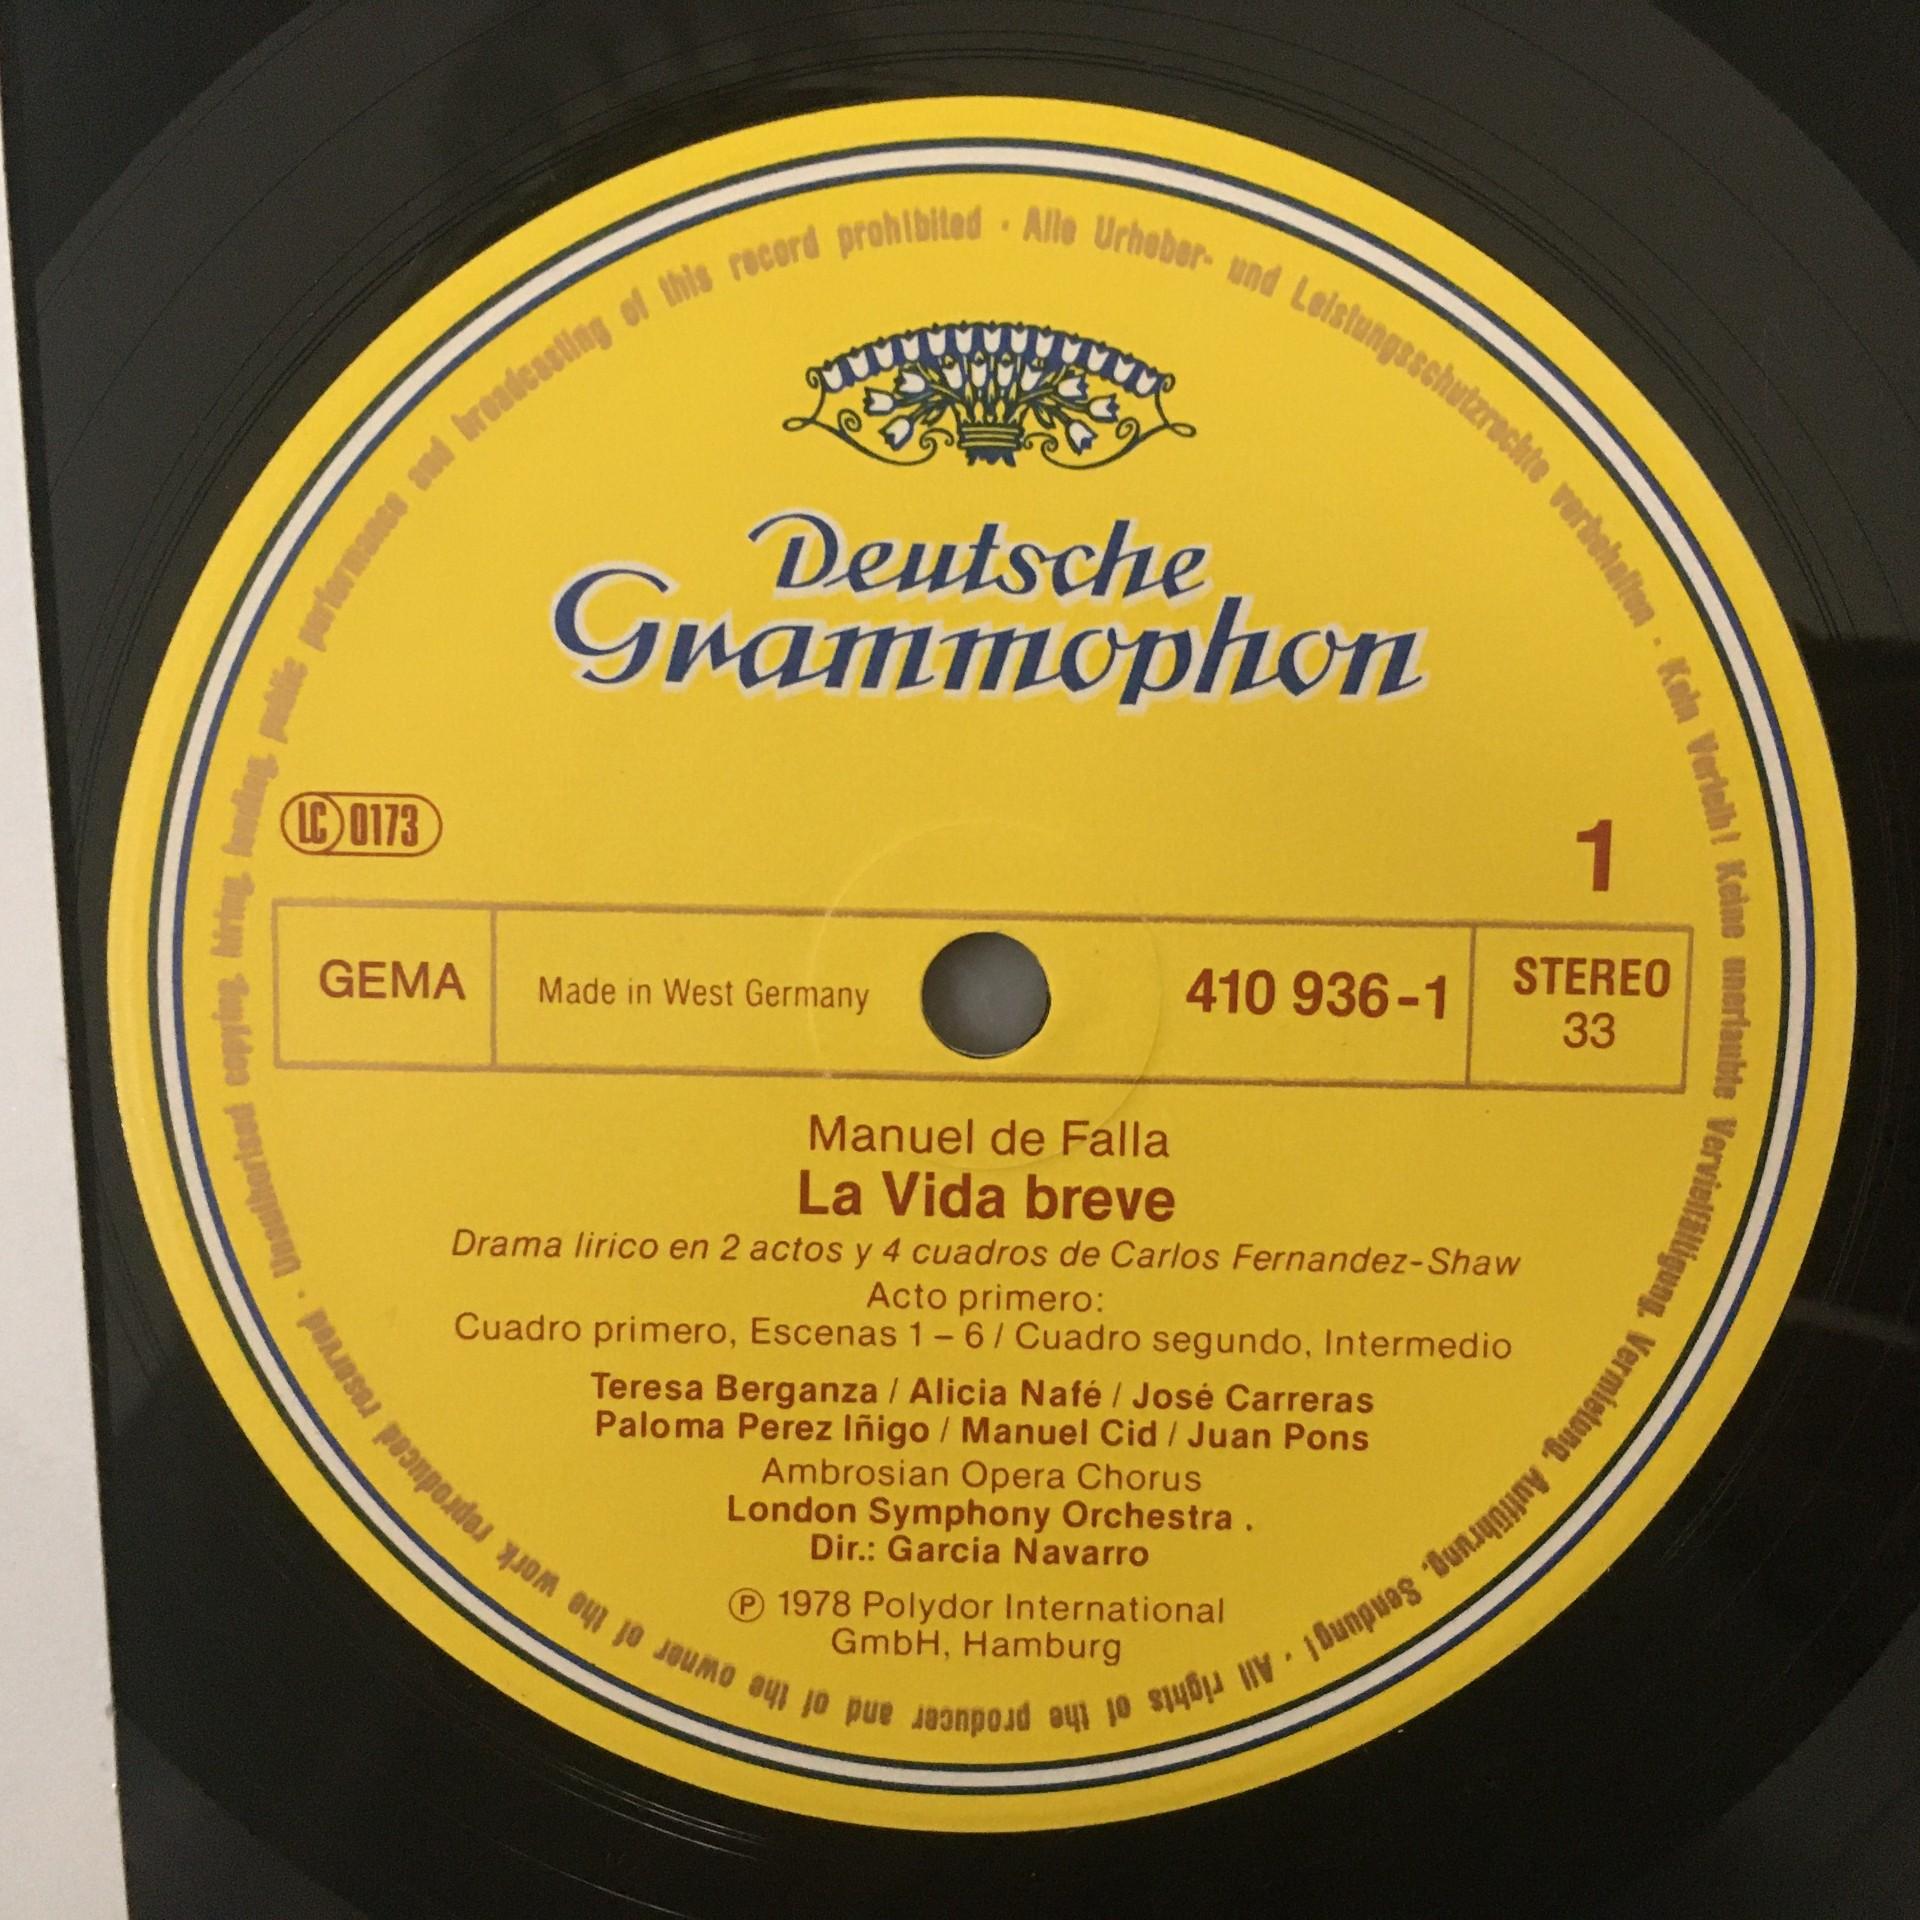 Deutsche
Grammophon
LC 0173
1
GEMA
Made in West Germany
410 936-1
STEREO
33
Manuel de Falla
La Vida breve
Drama lirico en 2 actos y 4 cuadros de Carlos Fernandez-Shaw
Acto primero:
Cuadro primero, Escenas 1 – 6 / Cuadro segundo, Intermedio
Teresa Berganza / Alicia Nafé / José Carreras
Paloma Perez Iñigo / Manuel Cid / Juan Pons
Ambrosian Opera Chorus
London Symphony Orchestra .
Dir.: Garcia Navarro
℗ 1978 Polydor International
GmbH, Hamburg
Alle Urheber- und Leistungsschutzrechte vorbehalten · Kein Verleih! Keine unerlaubte Vervielfältigung, Vermietung, Aufführung, Sendung! · All rights of the producer and of the owner of the work reproduced reserved · Unauthorised copying, hiring, lending, public performance and broadcasting of this record prohibited ·